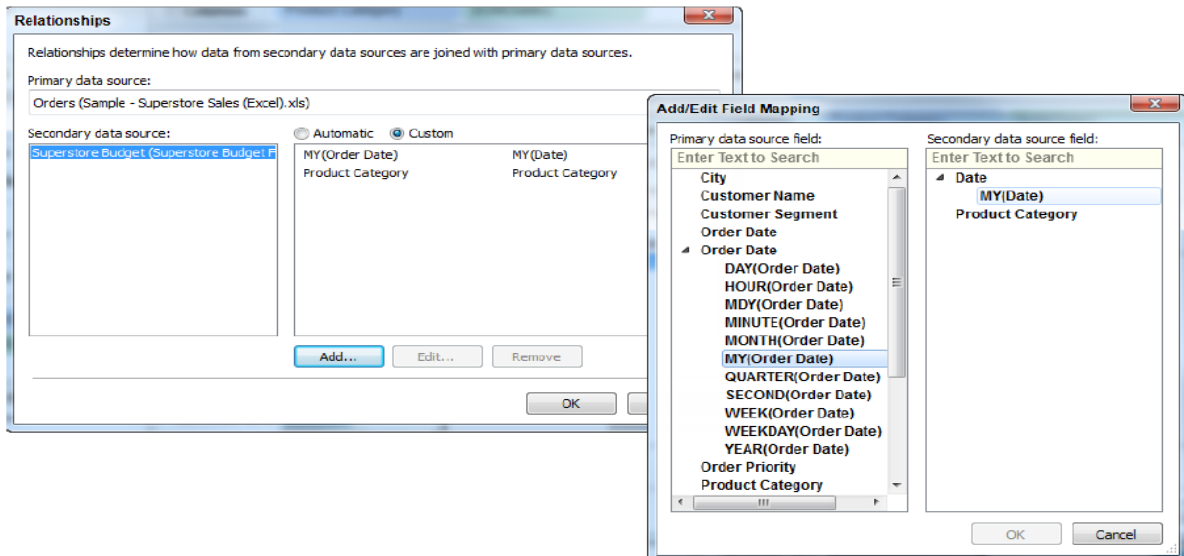 Relationships
Relationships determine how data from secondary data sources are joined with primary data sources.
Primary data source:
Orders (Sample - Superstore Sales (Excel).xls)
Secondary data source:
Automatic Custom
Superstore Budget (Superstore Budget F
MY(Order Date) MY(Date)
Product Category Product Category
Add... Edit... Remove
OK
Add/Edit Field Mapping
Primary data source field:
Enter Text to Search
City
Customer Name
Customer Segment
Order Date
Order Date
DAY(Order Date)
HOUR(Order Date)
MDY(Order Date)
MINUTE(Order Date)
MONTH(Order Date)
MY(Order Date)
QUARTER(Order Date)
SECOND(Order Date)
WEEK(Order Date)
WEEKDAY(Order Date)
YEAR(Order Date)
Order Priority
Product Category
Secondary data source field:
Enter Text to Search
Date
MY(Date)
Product Category
OK Cancel